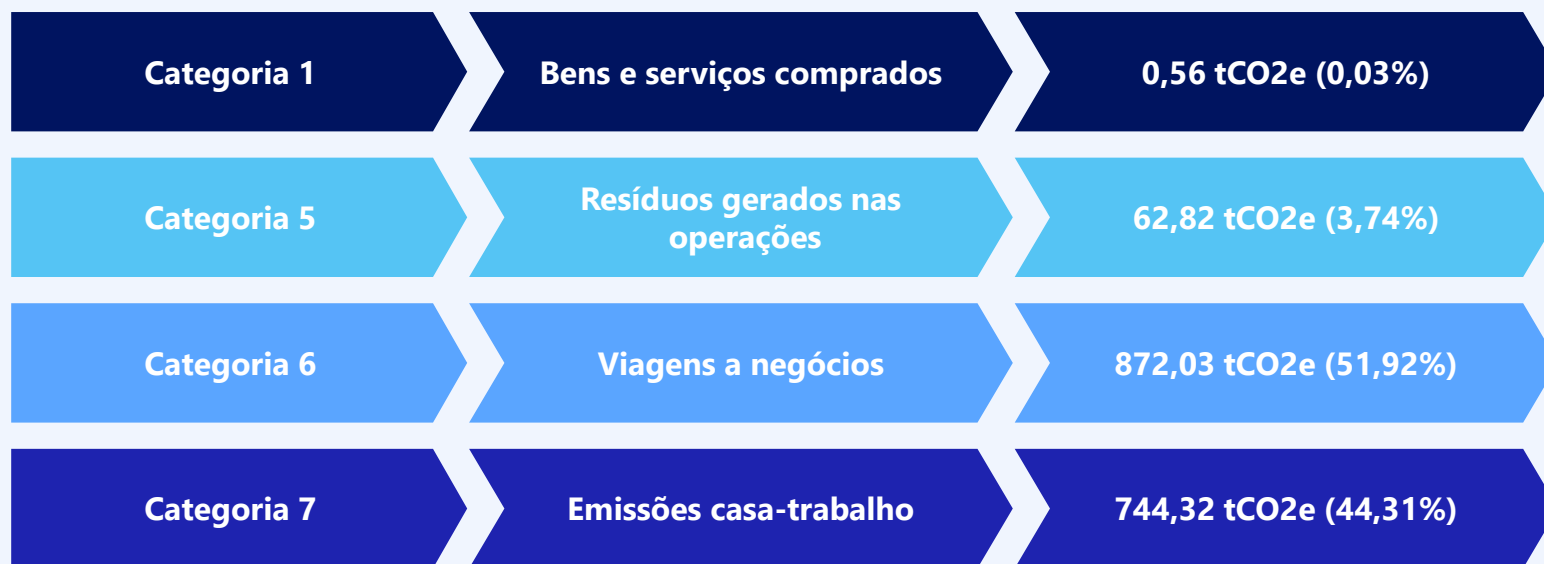 Categoria 1
Bens e serviços comprados
0,56 tCO2e (0,03%)
Categoria 5
Resíduos gerados nas
operações
62,82 tCO2e (3,74%)
Categoria 6
Viagens a negócios
872,03 tCO2e (51,92%)
Categoria 7
Emissões casa-trabalho
744,32 tCO2e (44,31%)